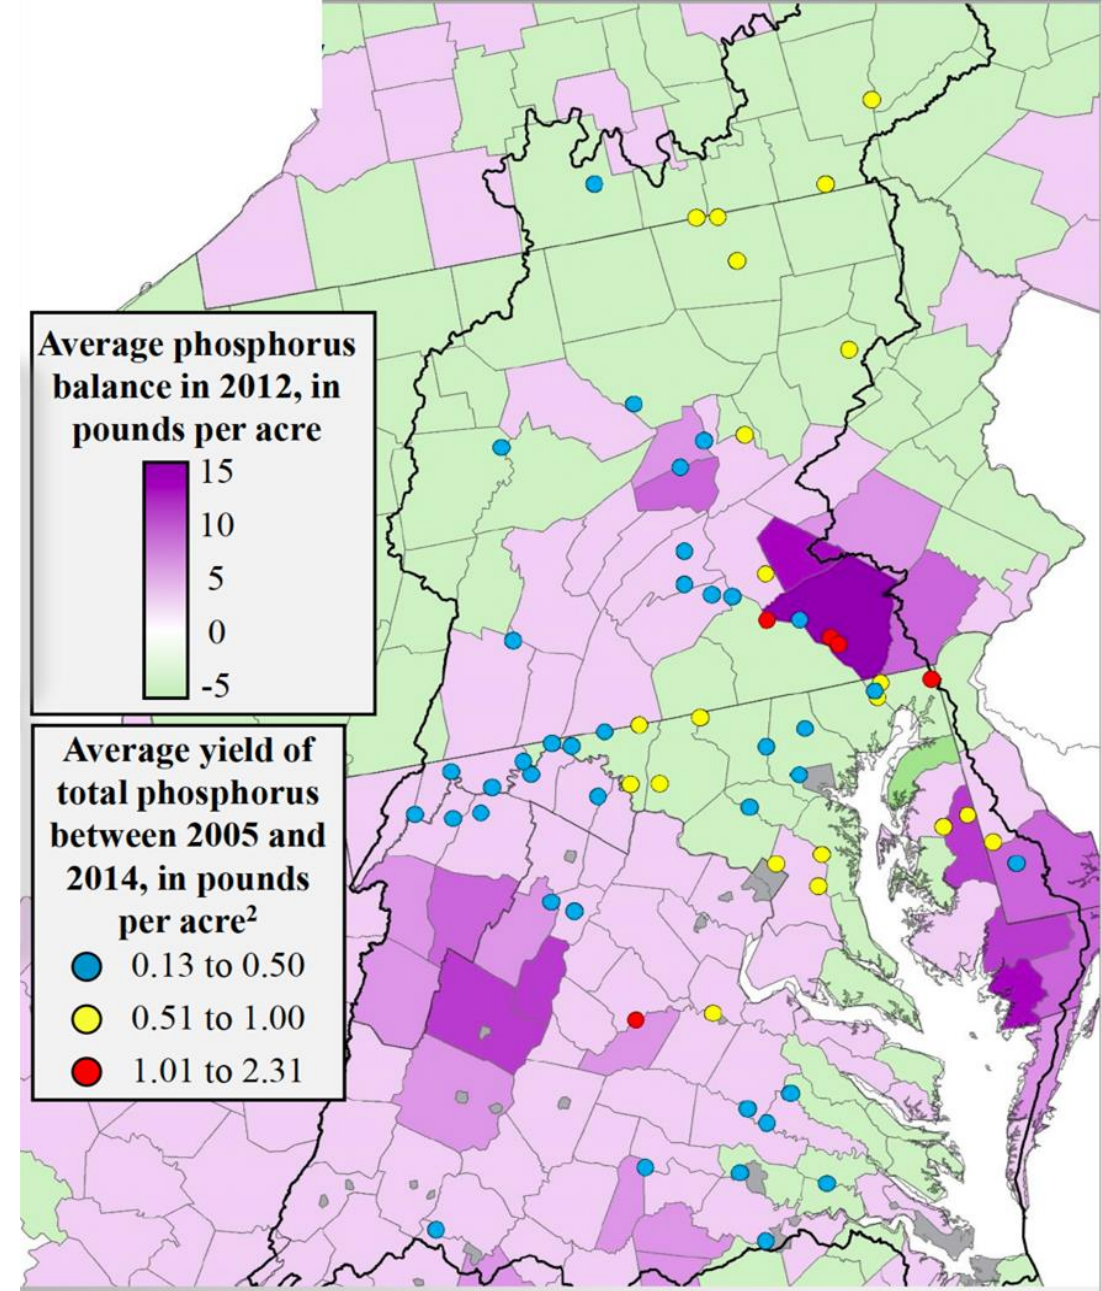 Average phosphorus
balance in 2012, in
pounds per acre
15
10
5
0
-5
Average yield of
total phosphorus
between 2005 and
2014, in pounds
per acre²
0.13 to 0.50
0.51 to 1.00
1.01 to 2.31